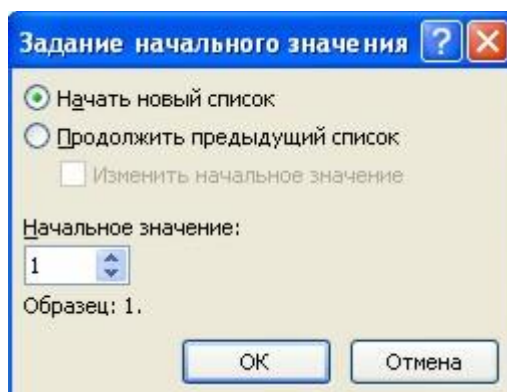 Задание начального значения ?
Начать новый список
Продолжить предыдущий список
Изменить начальное значение
Начальное значение:
1
Образец: 1.
ОК Отмена